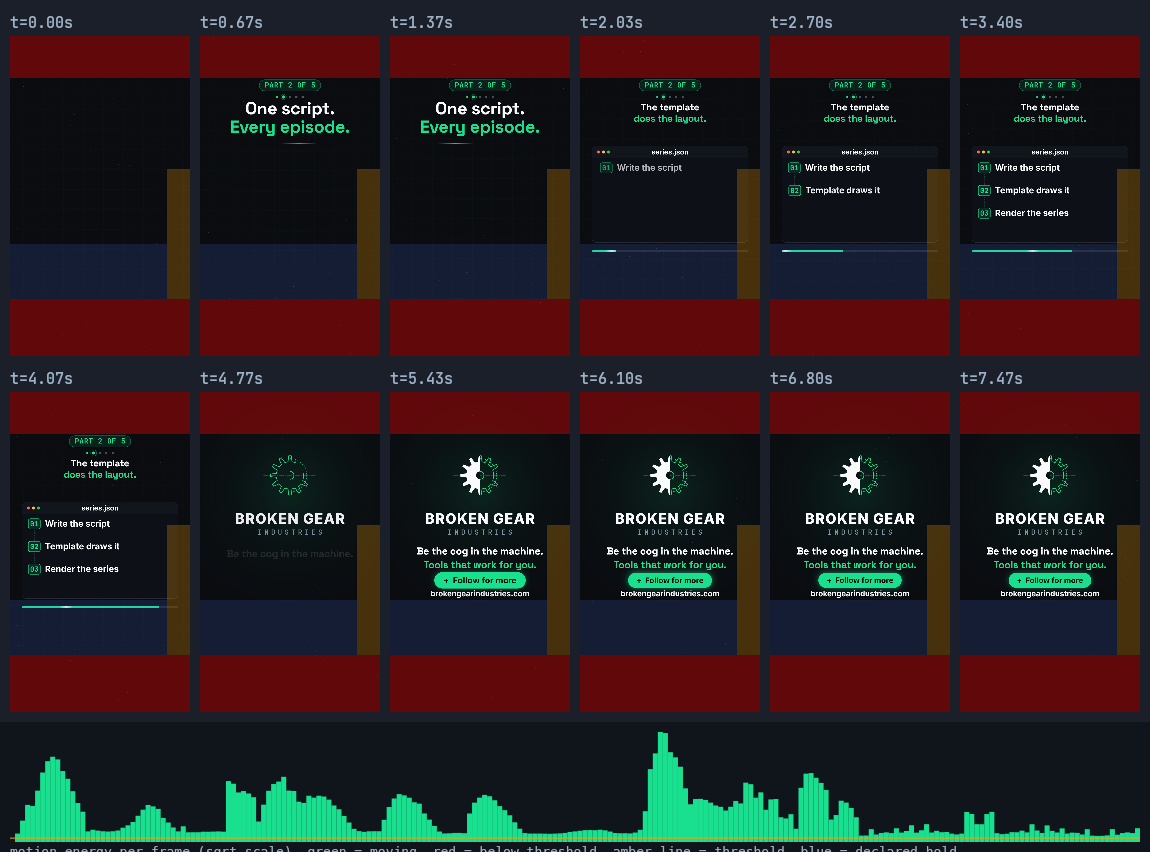 t=0.00s
t=0.67s
PART 2 OF 5
One script.
Every episode.
t=1.37s
PART 2 OF 5
One script.
Every episode.
t=2.03s
PART 2 OF 5
The template
does the layout.
series.json
01 Write the script
t=2.70s
PART 2 OF 5
The template
does the layout.
series.json
01 Write the script
02 Template draws it
t=3.40s
PART 2 OF 5
The template
does the layout.
series.json
01 Write the script
02 Template draws it
03 Render the series
t=4.07s
PART 2 OF 5
The template
does the layout.
series.json
01 Write the script
02 Template draws it
03 Render the series
t=4.77s
BROKEN GEAR
INDUSTRIES
Be the cog in the machine.
t=5.43s
BROKEN GEAR
INDUSTRIES
Be the cog in the machine.
Tools that work for you.
+ Follow for more
brokengearindustries.com
t=6.10s
BROKEN GEAR
INDUSTRIES
Be the cog in the machine.
Tools that work for you.
+ Follow for more
brokengearindustries.com
t=6.80s
BROKEN GEAR
INDUSTRIES
Be the cog in the machine.
Tools that work for you.
+ Follow for more
brokengearindustries.com
t=7.47s
BROKEN GEAR
INDUSTRIES
Be the cog in the machine.
Tools that work for you.
+ Follow for more
brokengearindustries.com
motion energy per frame (sqrt scale) green = moving red = below threshold amber line = threshold blue = declared hold